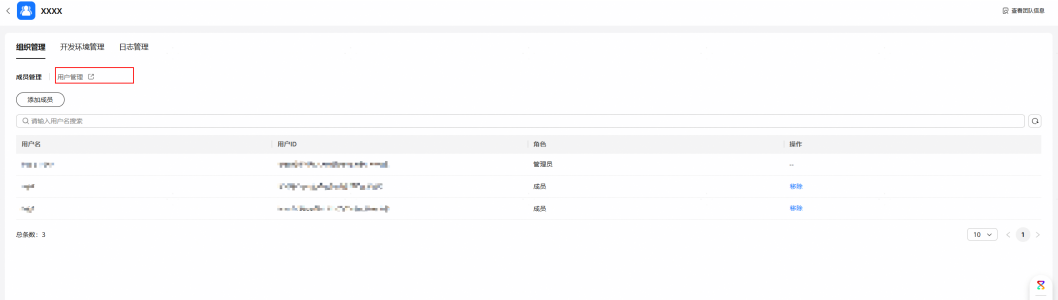 XXXX
查看团队信息
组织管理 开发环境管理 日志管理
成员管理 用户管理
添加成员
请输入用户名搜索
用户名 用户ID 角色 操作
管理员 --
成员 移除
成员 移除
总条数：3 10 1